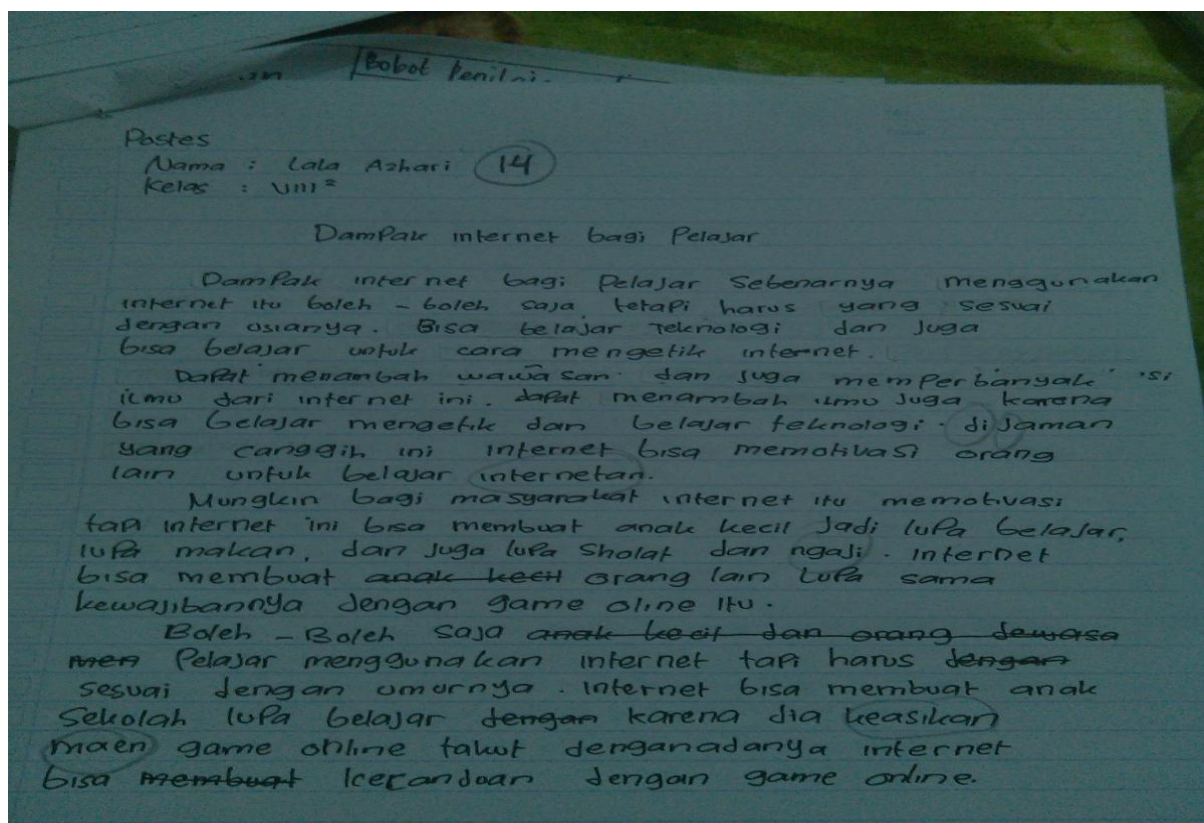 Bobot Penilai
Postes
Nama : Lala Azhari 14
Kelas : VIII²
Dampak internet bagi Pelajar
Dampak internet bagi Pelajar Sebenarnya menggunakan
internet itu boleh - boleh saja, tetapi harus yang sesuai
dengan usianya. Bisa belajar Teknologi dan Juga
bisa belajar untuk cara mengetik internet.
Dapat menambah wawasan dan Juga memperbanyak isi
ilmu dari internet ini. dapat menambah ilmu Juga karena
bisa belajar mengetik dan belajar teknologi. di Jaman
yang canggih ini internet bisa memotivasi orang
lain untuk belajar internetan.
Mungkin bagi masyarakat internet itu memotivasi
tapi internet ini bisa membuat anak kecil Jadi lupa belajar,
lupa makan, dan Juga lupa Sholat dan ngaji. Internet
bisa membuat anak kecil orang lain Lupa sama
kewajibannya dengan game oline itu.
Boleh - Boleh saja anak kecil dan orang dewasa
men Pelajar menggunakan internet tapi harus dengan
sesuai dengan umurnya. Internet bisa membuat anak
Sekolah lupa belajar dengan karena dia keasikan
maen game online takut denganadanya internet
bisa membuat kecandoan dengan game online.